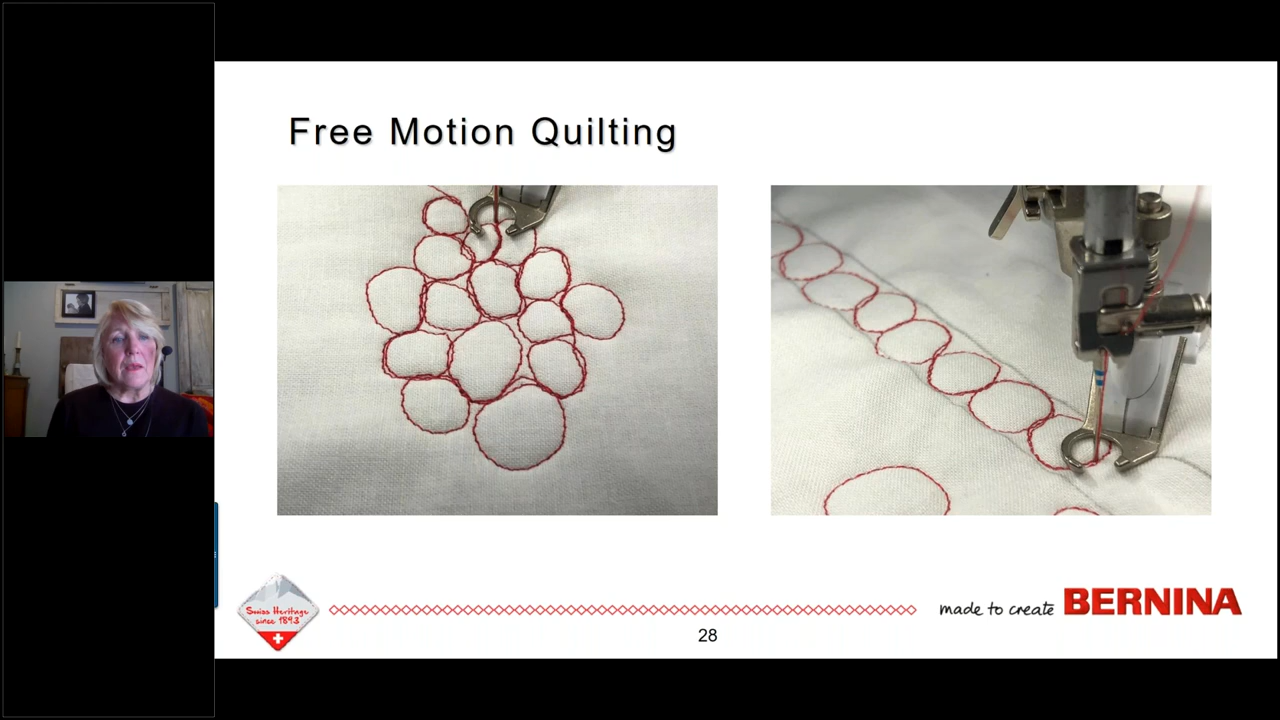 Free Motion Quilting
Swiss Heritage
since 1893
made to create BERNINA
28